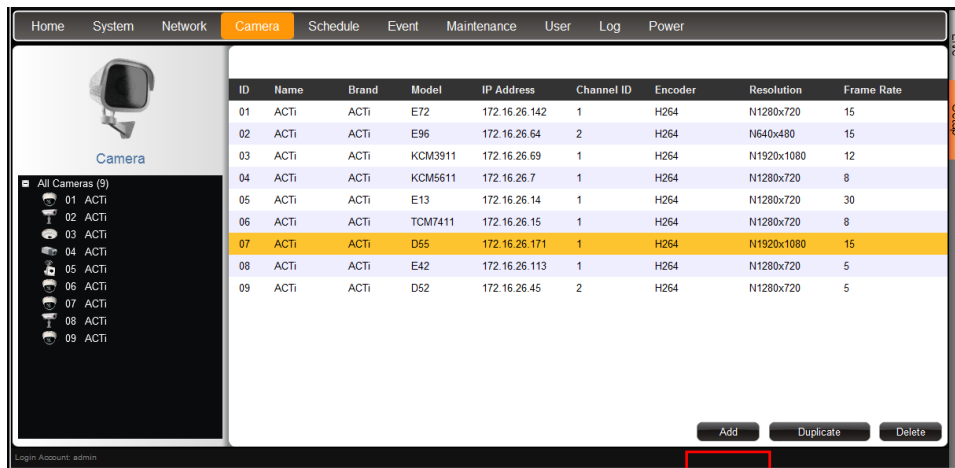 Home System Network Camera Schedule Event Maintenance User Log Power
Live
Setup
Camera
All Cameras (9)
01 ACTi
02 ACTi
03 ACTi
04 ACTi
05 ACTi
06 ACTi
07 ACTi
08 ACTi
09 ACTi
ID Name Brand Model IP Address Channel ID Encoder Resolution Frame Rate
01 ACTi ACTi E72 172.16.26.142 1 H264 N1280x720 15
02 ACTi ACTi E96 172.16.26.64 2 H264 N640x480 15
03 ACTi ACTi KCM3911 172.16.26.69 1 H264 N1920x1080 12
04 ACTi ACTi KCM5611 172.16.26.7 1 H264 N1280x720 8
05 ACTi ACTi E13 172.16.26.14 1 H264 N1280x720 30
06 ACTi ACTi TCM7411 172.16.26.15 1 H264 N1280x720 8
07 ACTi ACTi D55 172.16.26.171 1 H264 N1920x1080 15
08 ACTi ACTi E42 172.16.26.113 1 H264 N1280x720 5
09 ACTi ACTi D52 172.16.26.45 2 H264 N1280x720 5
Add Duplicate Delete
Login Account: admin